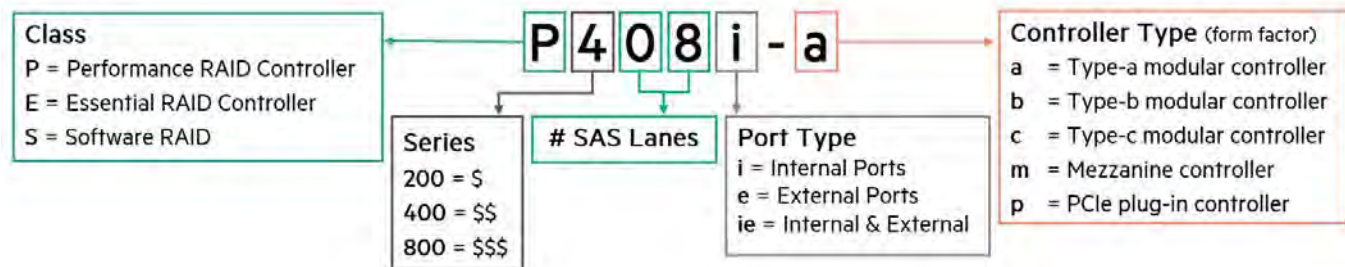 P408i-a
Class
P = Performance RAID Controller
E = Essential RAID Controller
S = Software RAID
Series
200 = $
400 = $$
800 = $$$
# SAS Lanes
Port Type
i = Internal Ports
e = External Ports
ie = Internal & External
Controller Type (form factor)
a = Type-a modular controller
b = Type-b modular controller
c = Type-c modular controller
m = Mezzanine controller
p = PCIe plug-in controller